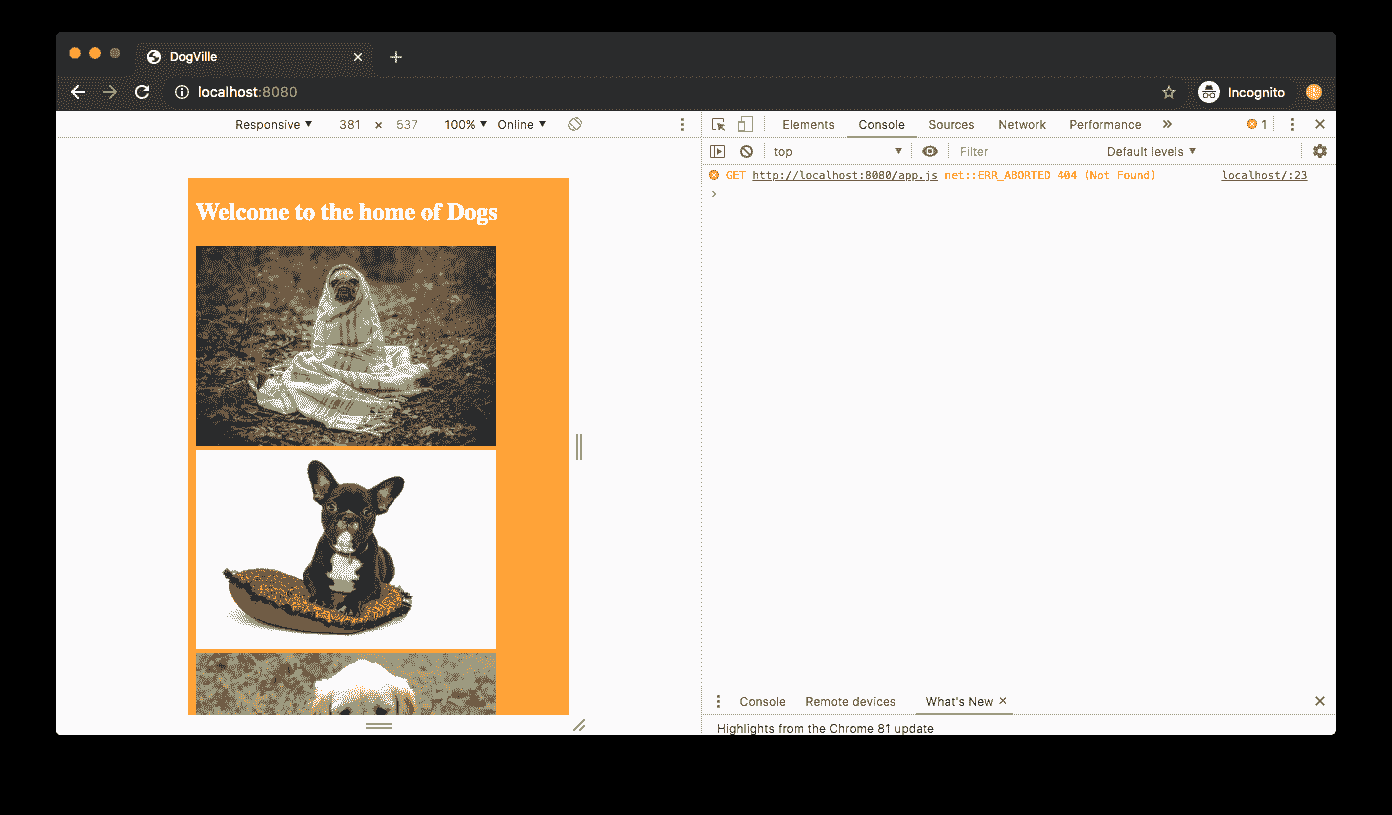 DogVille
localhost:8080
Incognito
Responsive 381 × 537 100% Online
Elements Console Sources Network Performance » 1
top Filter Default levels
GET http://localhost:8080/app.js net::ERR_ABORTED 404 (Not Found) localhost/:23
Welcome to the home of Dogs
Console Remote devices What's New
Highlights from the Chrome 81 update